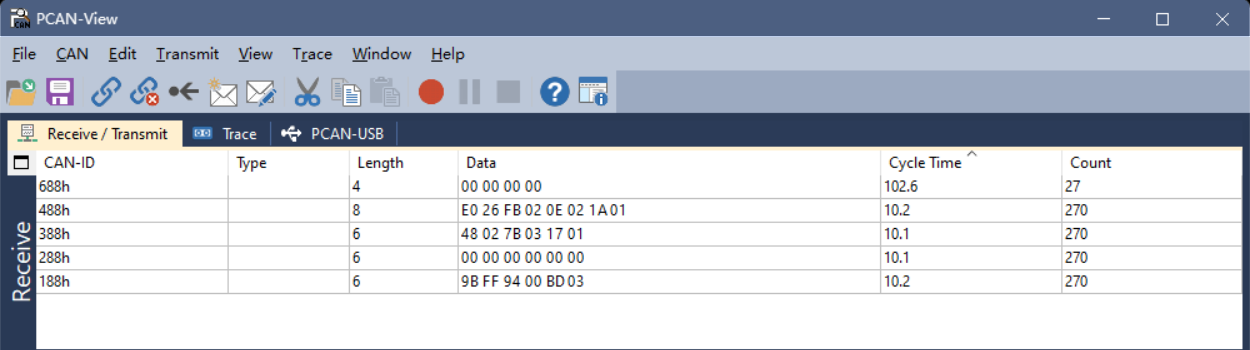 PCAN-View
File CAN Edit Transmit View Trace Window Help
Receive / Transmit Trace PCAN-USB
CAN-ID Type Length Data Cycle Time Count
688h 4 00 00 00 00 102.6 27
488h 8 E0 26 FB 02 0E 02 1A 01 10.2 270
388h 6 48 02 7B 03 17 01 10.1 270
288h 6 00 00 00 00 00 00 10.1 270
188h 6 9B FF 94 00 BD 03 10.2 270
Receive